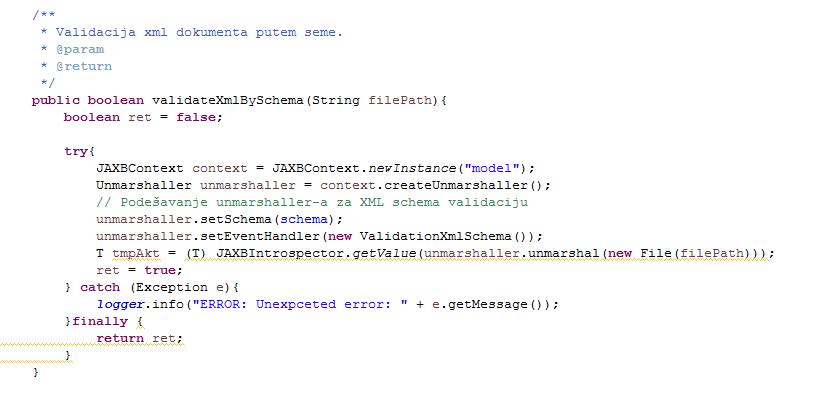 /**
 * Validacija xml dokumenta putem seme.
 * @param
 * @return
 */
public boolean validateXmlBySchema(String filePath){
    boolean ret = false;

    try{
        JAXBContext context = JAXBContext.newInstance("model");
        Unmarshaller unmarshaller = context.createUnmarshaller();
        // Podešavanje unmarshaller-a za XML schema validaciju
        unmarshaller.setSchema(schema);
        unmarshaller.setEventHandler(new ValidationXmlSchema());
        T tmpAkt = (T) JAXBIntrospector.getValue(unmarshaller.unmarshal(new File(filePath)));
        ret = true;
    } catch (Exception e){
        logger.info("ERROR: Unexpceted error: " + e.getMessage());
    }finally {
        return ret;
    }
}